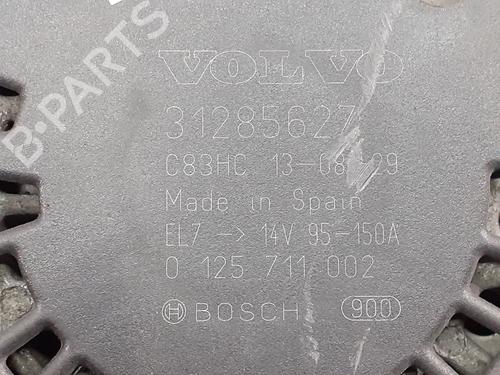 VOLVO
31285627
C83HC 13-08-29
Made in Spain
EL7 -> 14V 95-150A
0 125 711 002
BOSCH 900
B-PARTS